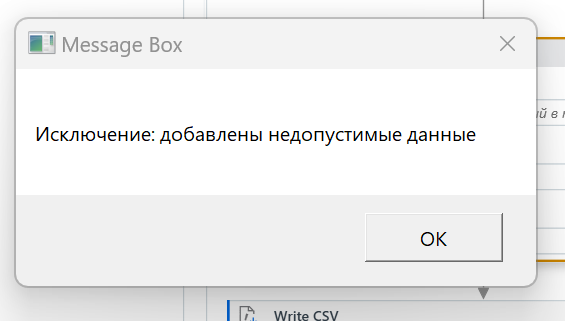 Message Box
Исключение: добавлены недопустимые данные
OK
Write CSV